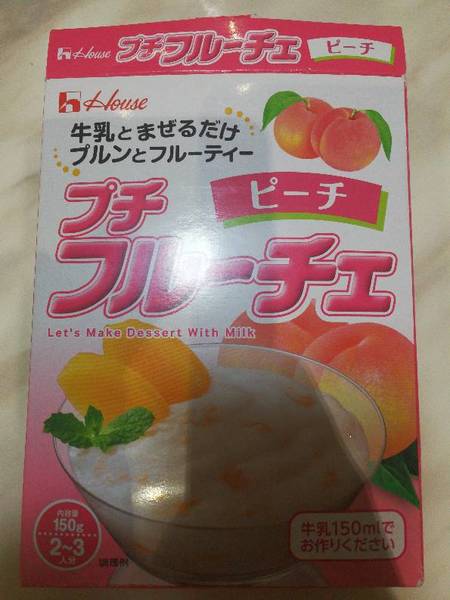 House プチフルーチェ ピーチ
House
牛乳とまぜるだけ
プルンとフルーティー
ピーチ
プチ
フルーチェ
Let's Make Dessert With Milk
内容量
150g
2~3
人分
調理例
牛乳150mlで
お作りください